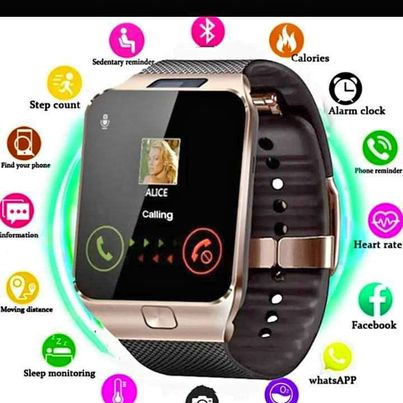 Sedentary reminder
Calories
Step count
Alarm clock
Find your phone
Phone reminder
ALICE
Calling
information
Heart rate
Moving distance
Facebook
Sleep monitoring
whatsAPP